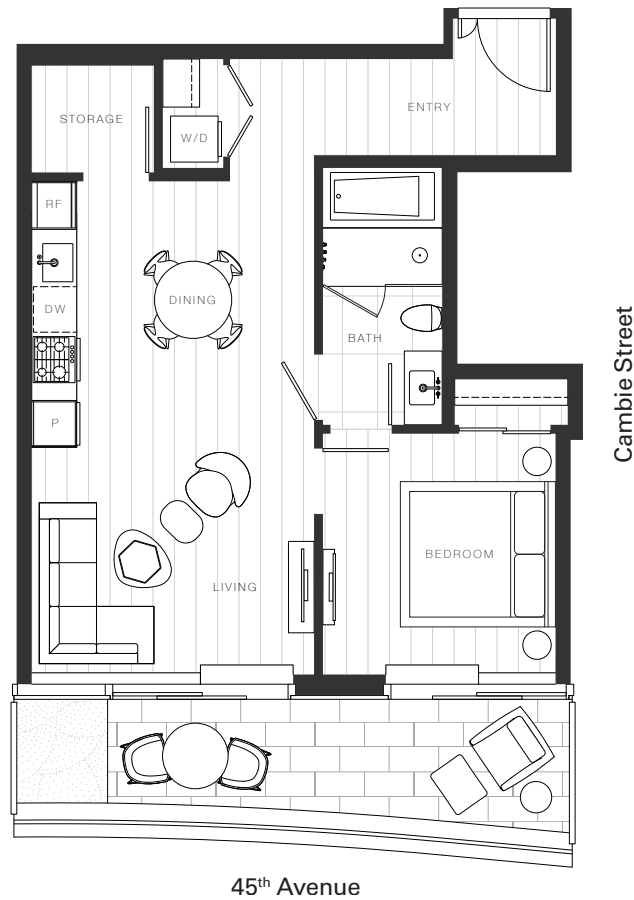 ENTRY
STORAGE
W/D
RF
DINING
DW
BATH
P
BEDROOM
LIVING
Cambie Street
45th Avenue